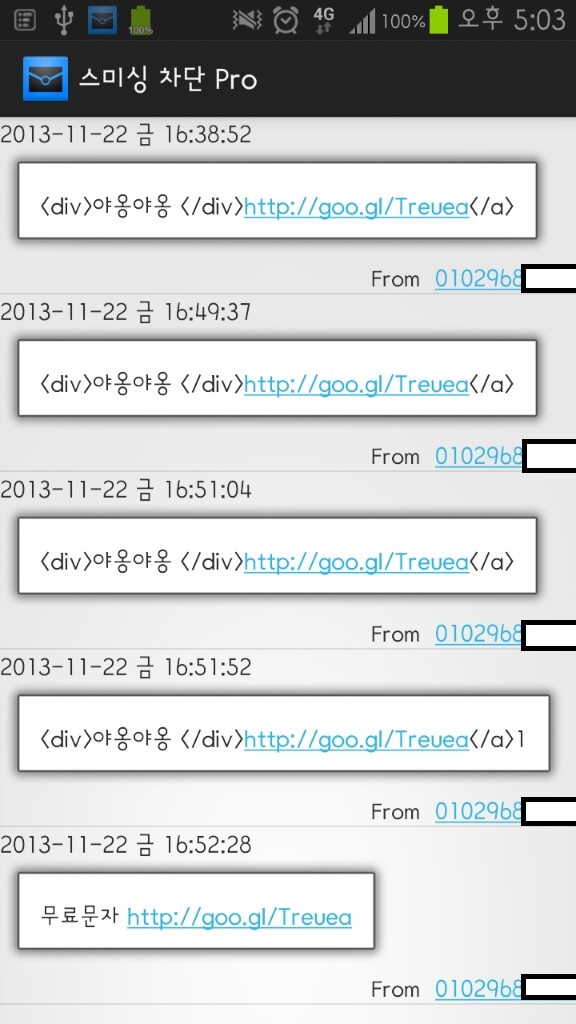 100%
4G
100%
오후 5:03
스미싱 차단 Pro
2013-11-22 금 16:38:52
<div>야옹야옹 </div>http://goo.gl/Treuea</a>
From 0102968
2013-11-22 금 16:49:37
<div>야옹야옹 </div>http://goo.gl/Treuea</a>
From 0102968
2013-11-22 금 16:51:04
<div>야옹야옹 </div>http://goo.gl/Treuea</a>
From 0102968
2013-11-22 금 16:51:52
<div>야옹야옹 </div>http://goo.gl/Treuea</a>1
From 0102968
2013-11-22 금 16:52:28
무료문자 http://goo.gl/Treuea
From 0102968